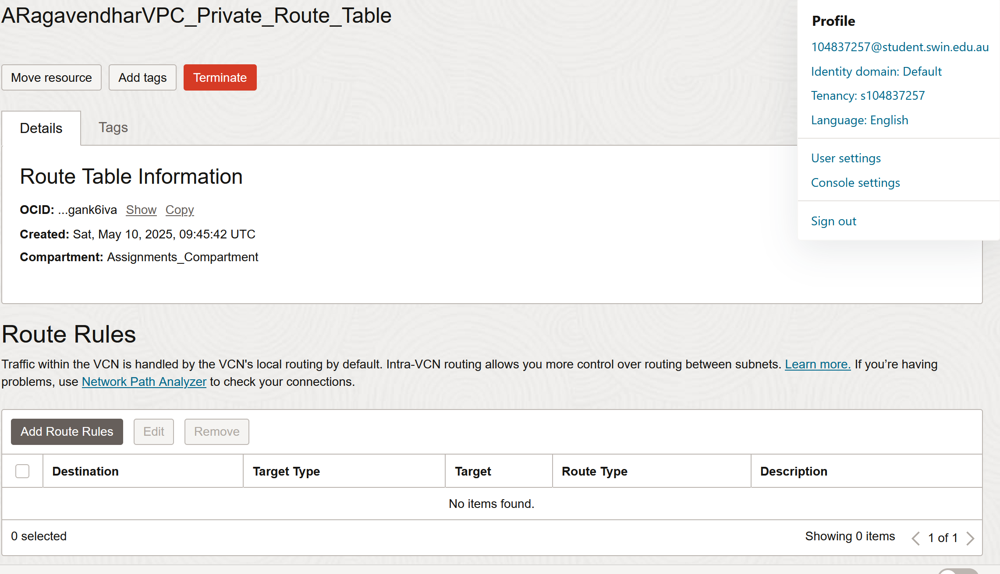 ARagavendharVPC_Private_Route_Table
Move resource
Add tags
Terminate
Details
Tags
Route Table Information
OCID: ...gank6iva Show Copy
Created: Sat, May 10, 2025, 09:45:42 UTC
Compartment: Assignments_Compartment
Profile
104837257@student.swin.edu.au
Identity domain: Default
Tenancy: s104837257
Language: English
User settings
Console settings
Sign out
Route Rules
Traffic within the VCN is handled by the VCN's local routing by default. Intra-VCN routing allows you more control over routing between subnets. Learn more. If you’re having
problems, use Network Path Analyzer to check your connections.
Add Route Rules
Edit
Remove
Destination
Target Type
Target
Route Type
Description
No items found.
0 selected
Showing 0 items
1 of 1